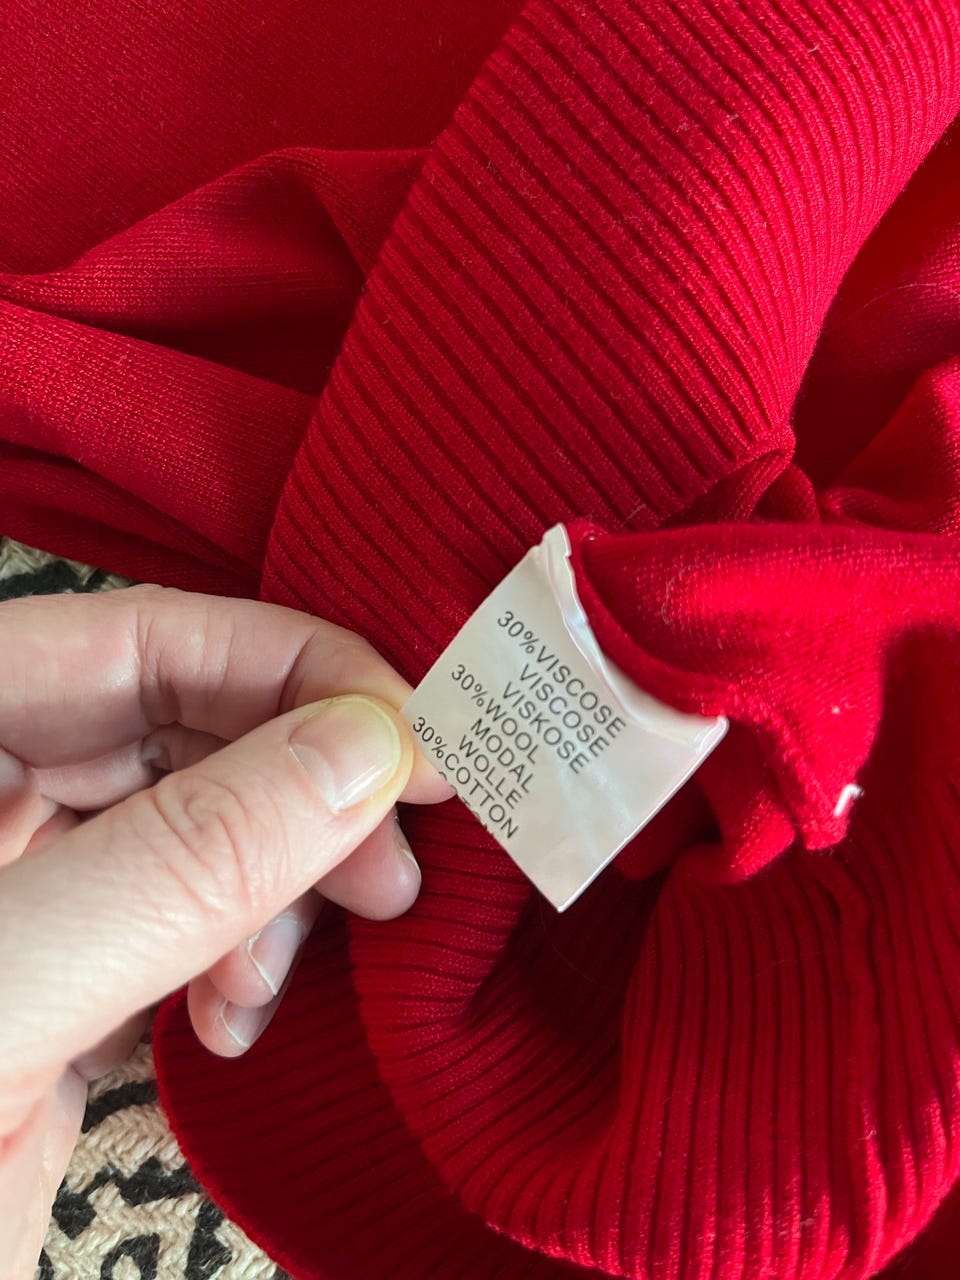 30%VISCOSE
VISCOSE
VISKOSE
30%WOOL
MODAL
WOLLE
30%COTTON